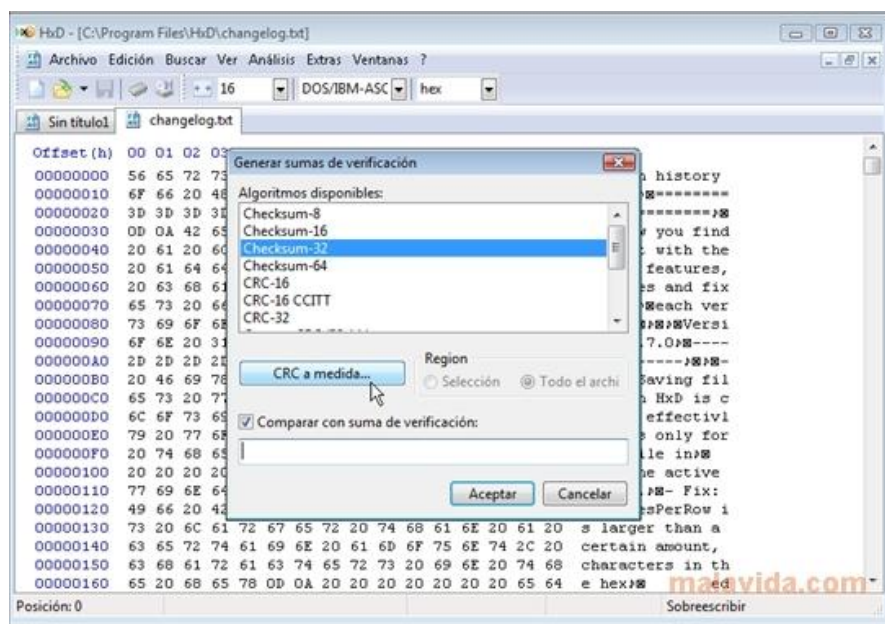 HxD - [C:\Program Files\HxD\changelog.txt]
Archivo Edición Buscar Ver Análisis Extras Ventanas ?
16 DOS/IBM-ASC hex
Sin titulo1 changelog.txt
Offset(h) 00 01 02 03
Generar sumas de verificación
Algoritmos disponibles:
Checksum-8
Checksum-16
Checksum-32
Checksum-64
CRC-16
CRC-16 CCITT
CRC-32
CRC a medida...
Region
Selección Todo el archi
Comparar con suma de verificación:
Aceptar Cancelar
00000000 56 65 72 73 history
00000010 6F 66 20 48 ========
00000020 3D 3D 3D 3D ========
00000030 0D 0A 42 65 you find
00000040 20 61 20 with the
00000050 20 61 64 64 features,
00000060 20 63 68 61 es and fix
00000070 65 73 20 66 each ver
00000080 73 69 6F 6E Versi
00000090 6F 6E 20 31 7.0 ----
000000A0 2D 2D 2D 2D -----
000000B0 20 46 69 78 Saving fil
000000C0 65 73 20 77 HxD is c
000000D0 6C 6F 73 69 effectivl
000000E0 79 20 77 6F only for
000000F0 20 74 68 65 ile in
00000100 20 20 20 20 he active
00000110 77 69 6E 64 - Fix:
00000120 49 66 20 42 esPerRow i
00000130 73 20 6C 61 72 67 65 72 20 74 68 61 6E 20 61 20 s larger than a
00000140 63 65 72 74 61 69 6E 20 61 6D 6F 75 6E 74 2C 20 certain amount,
00000150 63 68 61 72 61 63 74 65 72 73 20 69 6E 20 74 68 characters in th
00000160 65 20 68 65 78 0D 0A 20 20 20 20 20 20 20 65 64 e hex ed
malavida.com
Posición: 0 Sobreescribir